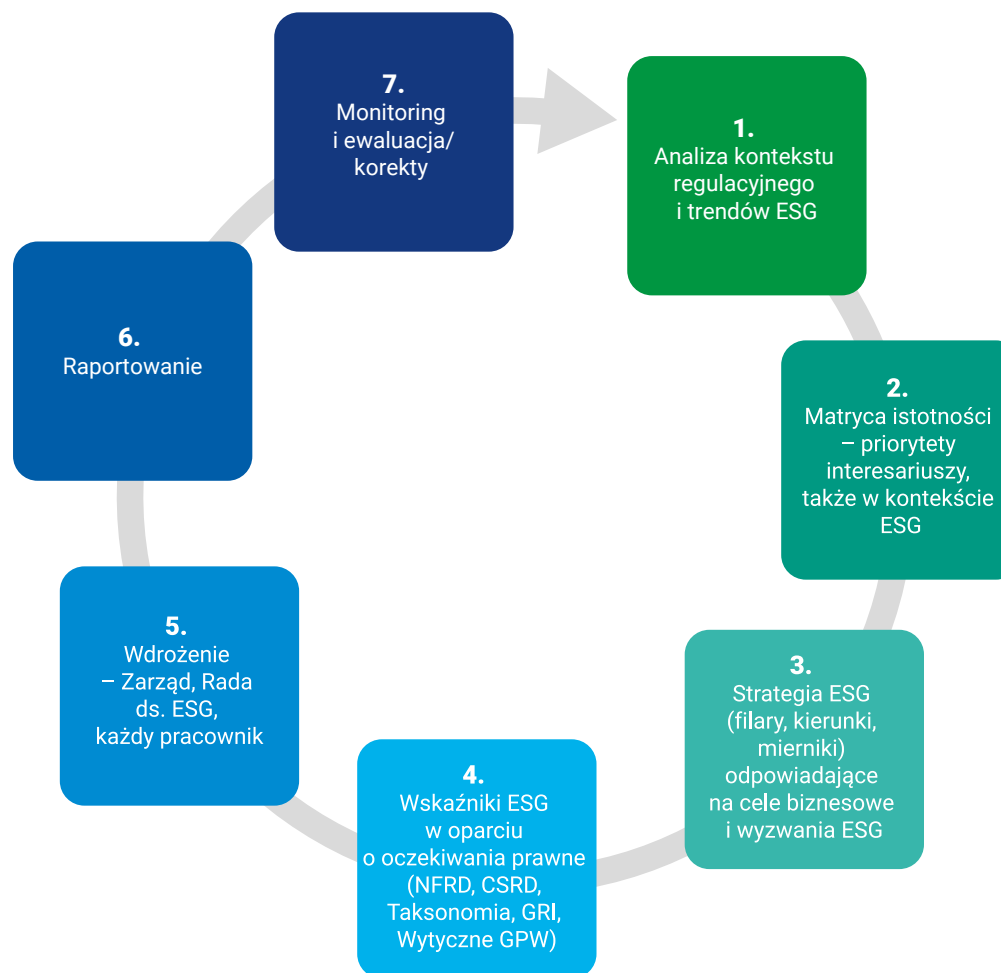 1.
Analiza kontekstu
regulacyjnego
i trendów ESG
2.
Matryca istotności
– priorytety
interesariuszy,
także w kontekście
ESG
3.
Strategia ESG
(filary, kierunki,
mierniki)
odpowiadające
na cele biznesowe
i wyzwania ESG
4.
Wskaźniki ESG
w oparciu
o oczekiwania prawne
(NFRD, CSRD,
Taksonomia, GRI,
Wytyczne GPW)
5.
Wdrożenie
– Zarząd, Rada
ds. ESG,
każdy pracownik
6.
Raportowanie
7.
Monitoring
i ewaluacja/
korekty